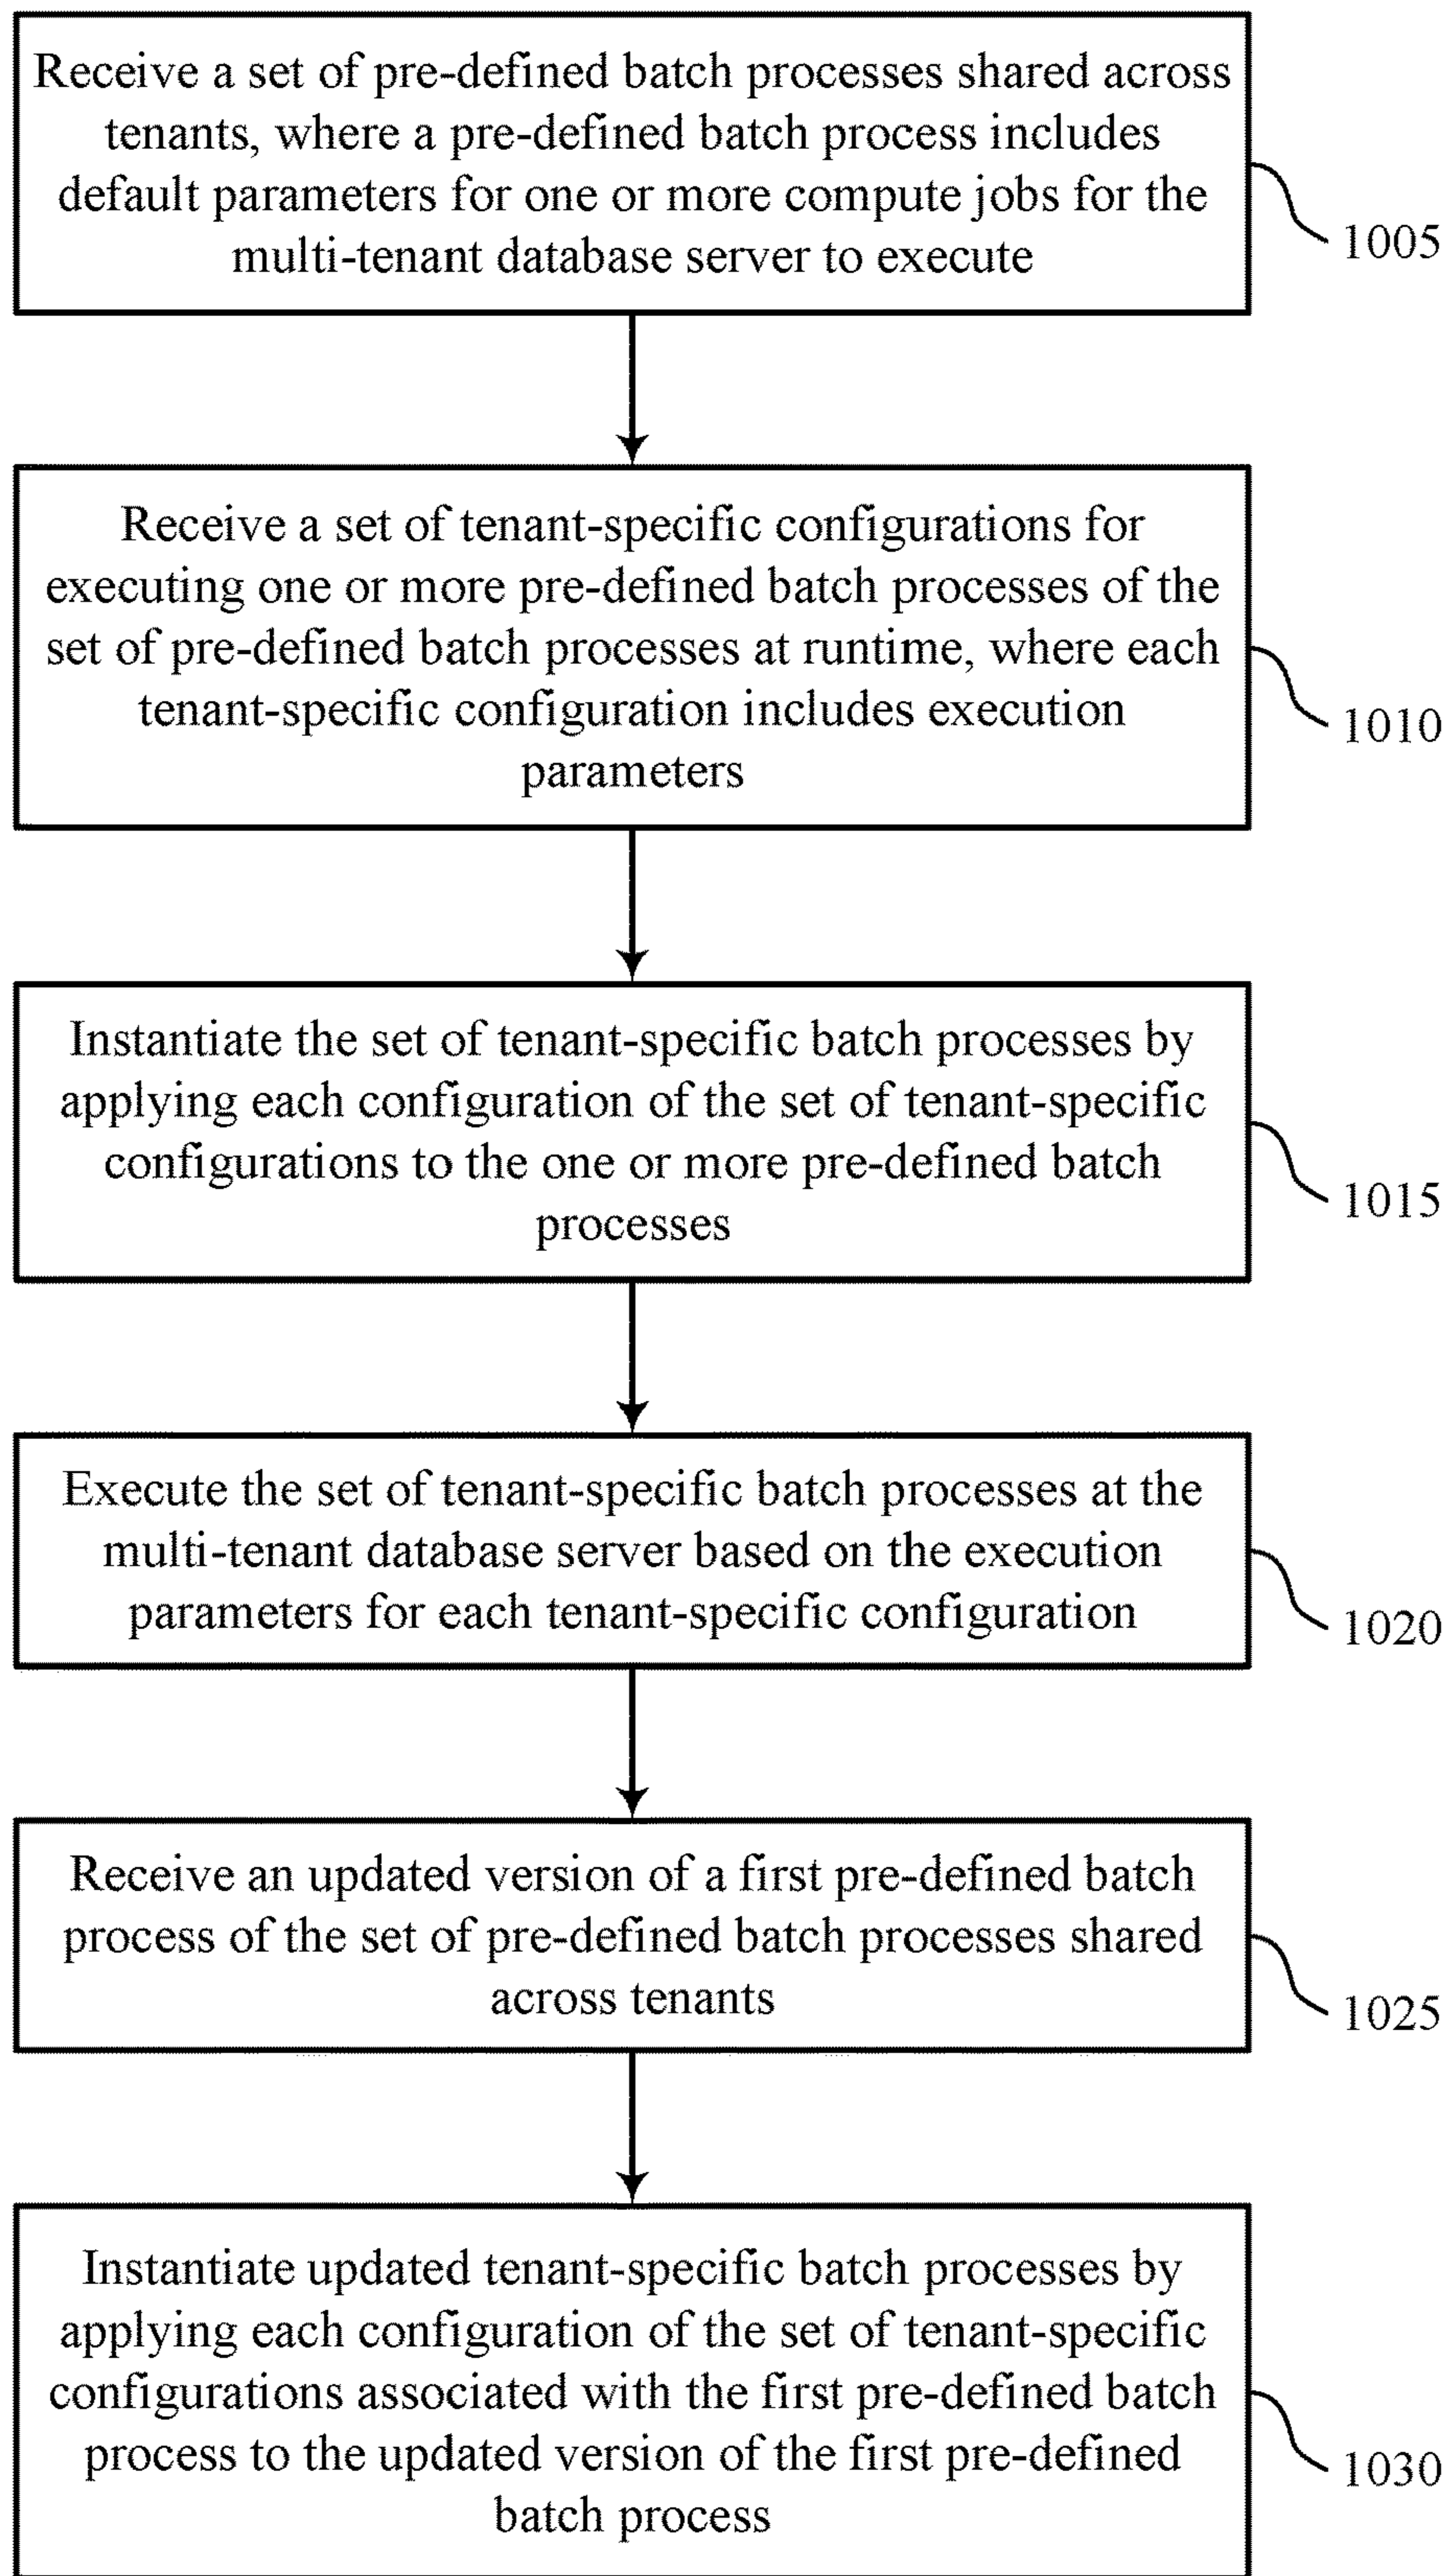 Receive a set of pre-defined batch processes shared across
tenants, where a pre-defined batch process includes
default parameters for one or more compute jobs for the
multi-tenant database server to execute
1005
Receive a set of tenant-specific configurations for
executing one or more pre-defined batch processes of the
set of pre-defined batch processes at runtime, where each
tenant-specific configuration includes execution
parameters
1010
Instantiate the set of tenant-specific batch processes by
applying each configuration of the set of tenant-specific
configurations to the one or more pre-defined batch
processes
1015
Execute the set of tenant-specific batch processes at the
multi-tenant database server based on the execution
parameters for each tenant-specific configuration
1020
Receive an updated version of a first pre-defined batch
process of the set of pre-defined batch processes shared
across tenants
1025
Instantiate updated tenant-specific batch processes by
applying each configuration of the set of tenant-specific
configurations associated with the first pre-defined batch
process to the updated version of the first pre-defined
batch process
1030